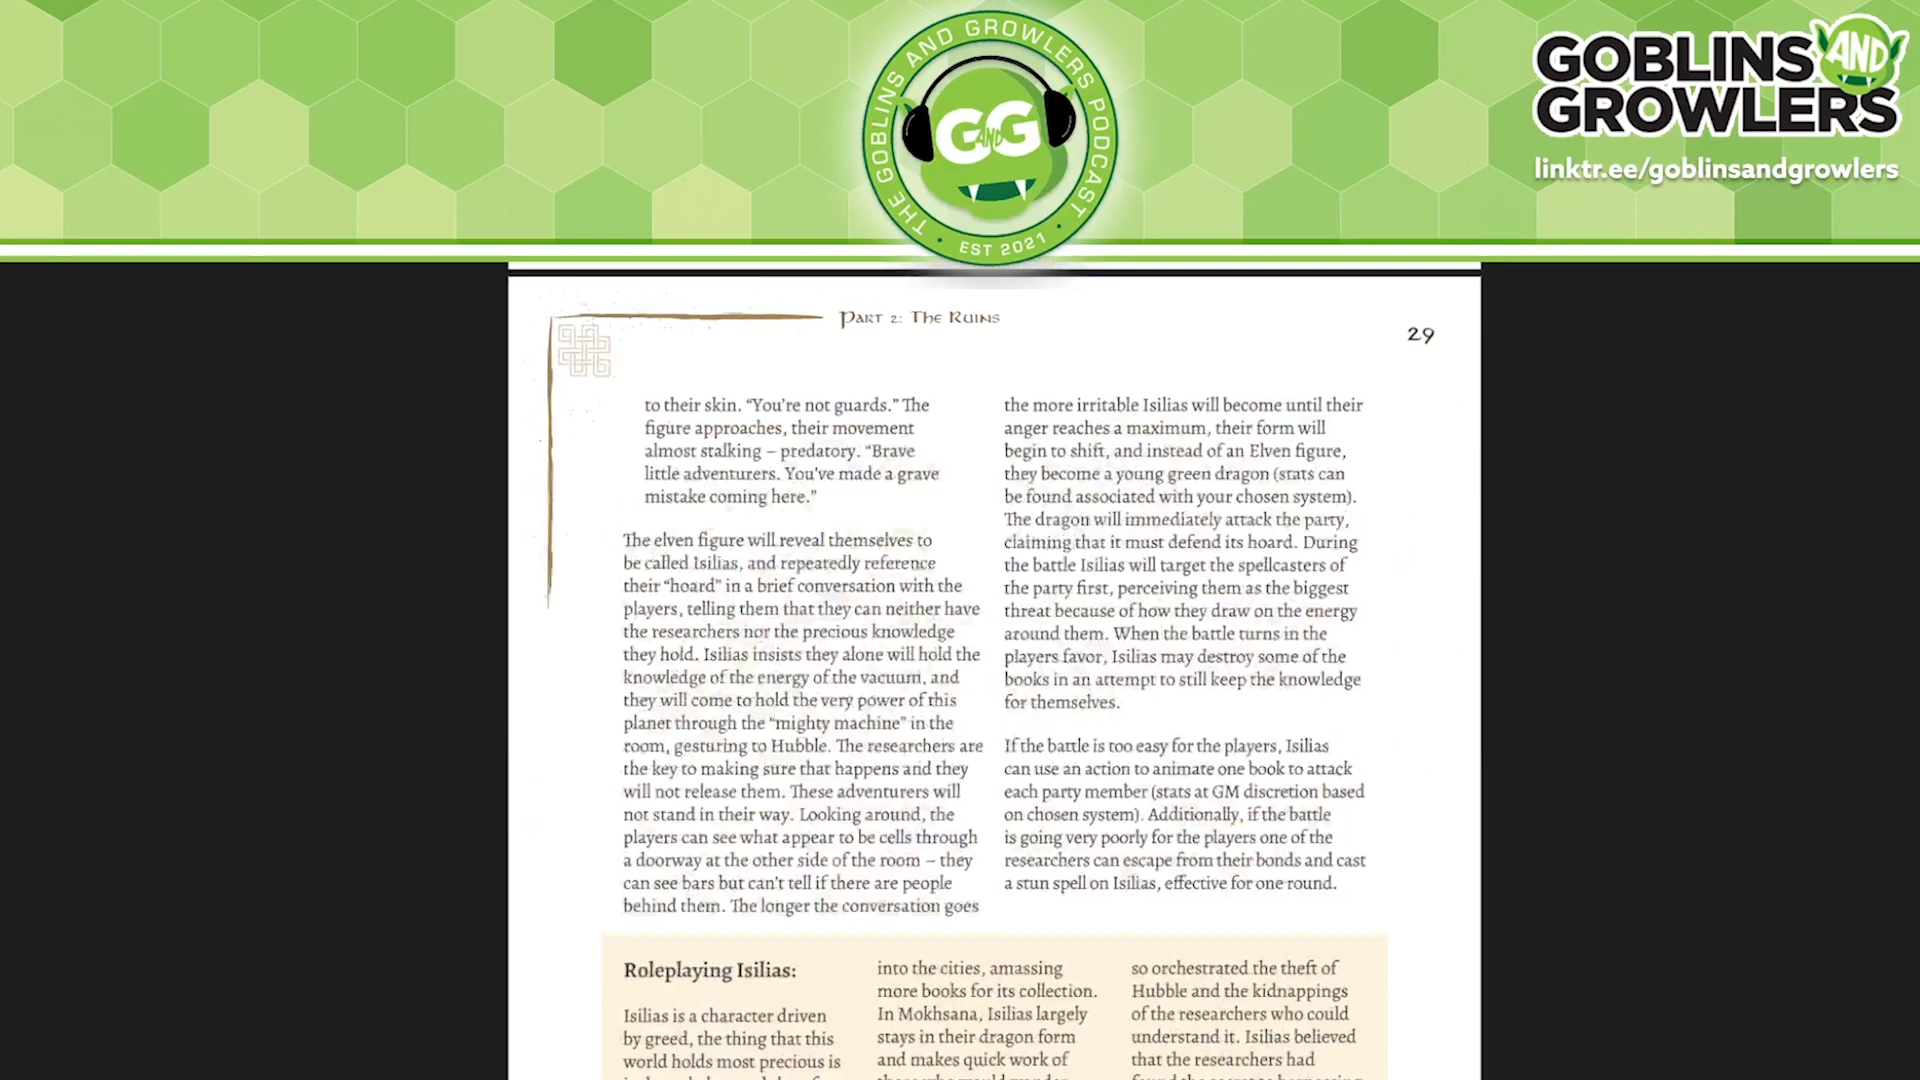 THE GOBLINS AND GROWLERS PODCAST
GANDG
• EST 2021 •
GOBLINS AND
GROWLERS
linktr.ee/goblinsandgrowlers
Part 2: The Ruins
29
to their skin. “You’re not guards.” The
figure approaches, their movement
almost stalking – predatory. “Brave
little adventurers. You’ve made a grave
mistake coming here.”
The elven figure will reveal themselves to
be called Isilias, and repeatedly reference
their “hoard” in a brief conversation with the
players, telling them that they can neither have
the researchers nor the precious knowledge
they hold. Isilias insists they alone will hold the
knowledge of the energy of the vacuum, and
they will come to hold the very power of this
planet through the “mighty machine” in the
room, gesturing to Hubble. The researchers are
the key to making sure that happens and they
will not release them. These adventurers will
not stand in their way. Looking around, the
players can see what appear to be cells through
a doorway at the other side of the room – they
can see bars but can’t tell if there are people
behind them. The longer the conversation goes
the more irritable Isilias will become until their
anger reaches a maximum, their form will
begin to shift, and instead of an Elven figure,
they become a young green dragon (stats can
be found associated with your chosen system).
The dragon will immediately attack the party,
claiming that it must defend its hoard. During
the battle Isilias will target the spellcasters of
the party first, perceiving them as the biggest
threat because of how they draw on the energy
around them. When the battle turns in the
players favor, Isilias may destroy some of the
books in an attempt to still keep the knowledge
for themselves.
If the battle is too easy for the players, Isilias
can use an action to animate one book to attack
each party member (stats at GM discretion based
on chosen system). Additionally, if the battle
is going very poorly for the players one of the
researchers can escape from their bonds and cast
a stun spell on Isilias, effective for one round.
Roleplaying Isilias:
Isilias is a character driven
by greed, the thing that this
world holds most precious is
into the cities, amassing
more books for its collection.
In Mokhsana, Isilias largely
stays in their dragon form
and makes quick work of
so orchestrated the theft of
Hubble and the kidnappings
of the researchers who could
understand it. Isilias believed
that the researchers had